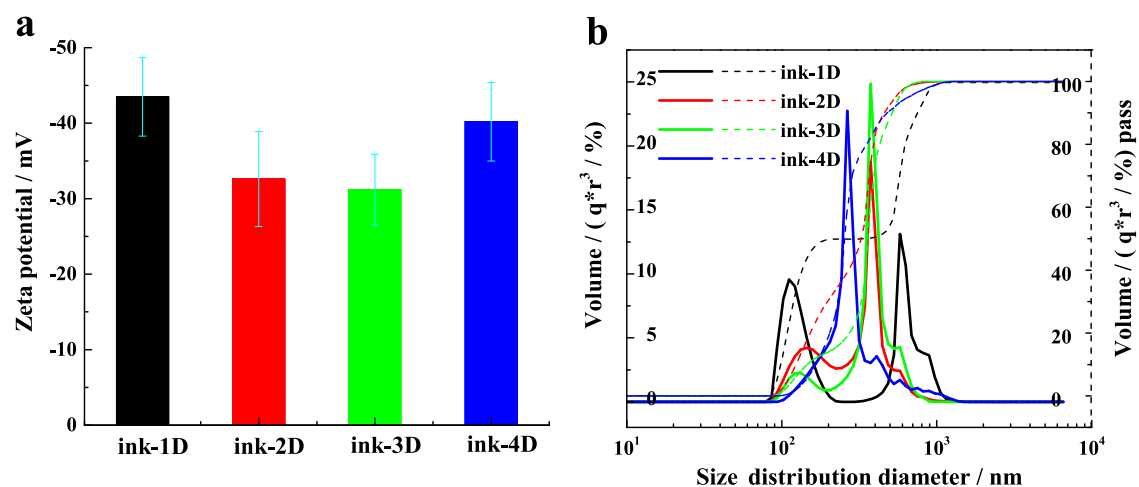 a
Zeta potential / mV
-50
-40
-30
-20
-10
0
ink-1D
ink-2D
ink-3D
ink-4D
b
Volume / ( q*r³ / %)
25
20
15
10
5
0
ink-1D
ink-2D
ink-3D
ink-4D
100
80
60
40
20
0
Volume / ( q*r³ / %) pass
10¹
10²
10³
10⁴
Size distribution diameter / nm